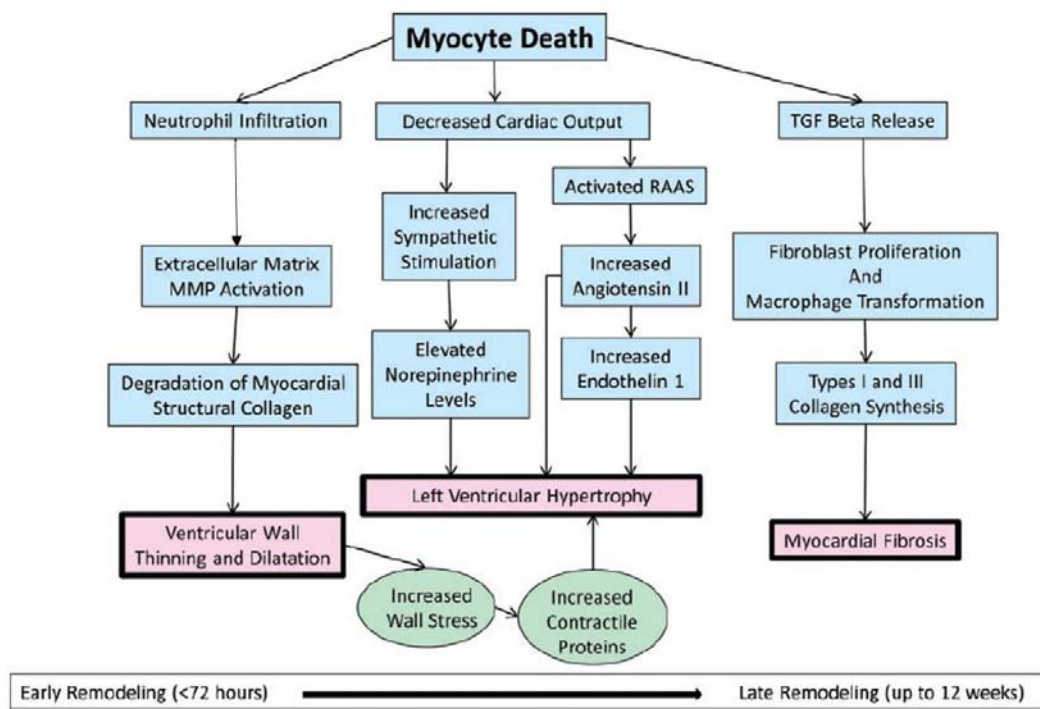 Myocyte Death
Neutrophil Infiltration
Decreased Cardiac Output
TGF Beta Release
Activated RAAS
Increased
Sympathetic
Stimulation
Extracellular Matrix
MMP Activation
Increased
Angiotensin II
Fibroblast Proliferation
And
Macrophage Transformation
Elevated
Norepinephrine
Levels
Increased
Endothelin 1
Degradation of Myocardial
Structural Collagen
Types I and III
Collagen Synthesis
Left Ventricular Hypertrophy
Ventricular Wall
Thinning and Dilatation
Myocardial Fibrosis
Increased
Wall Stress
Increased
Contractile
Proteins
Early Remodeling (<72 hours)
Late Remodeling (up to 12 weeks)